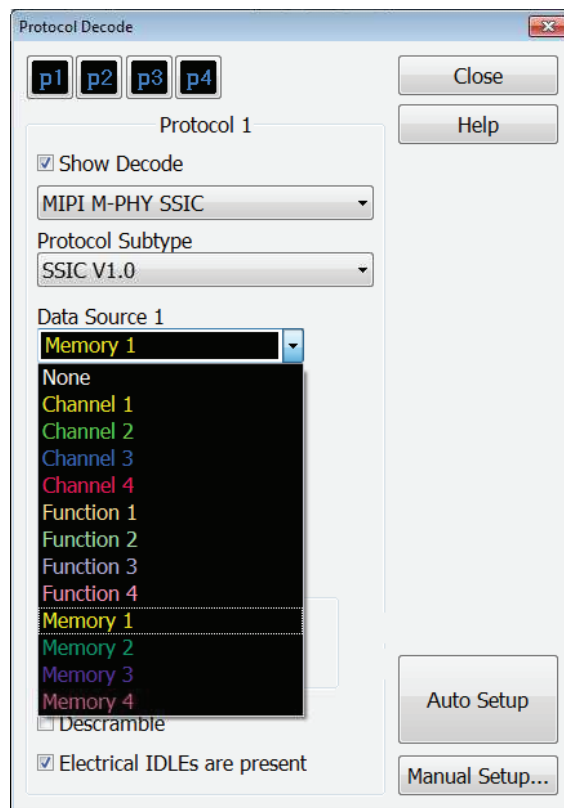 Protocol Decode
p1 p2 p3 p4
Close
Help
Protocol 1
Show Decode
MIPI M-PHY SSIC
Protocol Subtype
SSIC V1.0
Data Source 1
Memory 1
None
Channel 1
Channel 2
Channel 3
Channel 4
Function 1
Function 2
Function 3
Function 4
Memory 1
Memory 2
Memory 3
Memory 4
Descramble
Electrical IDLEs are present
Auto Setup
Manual Setup...